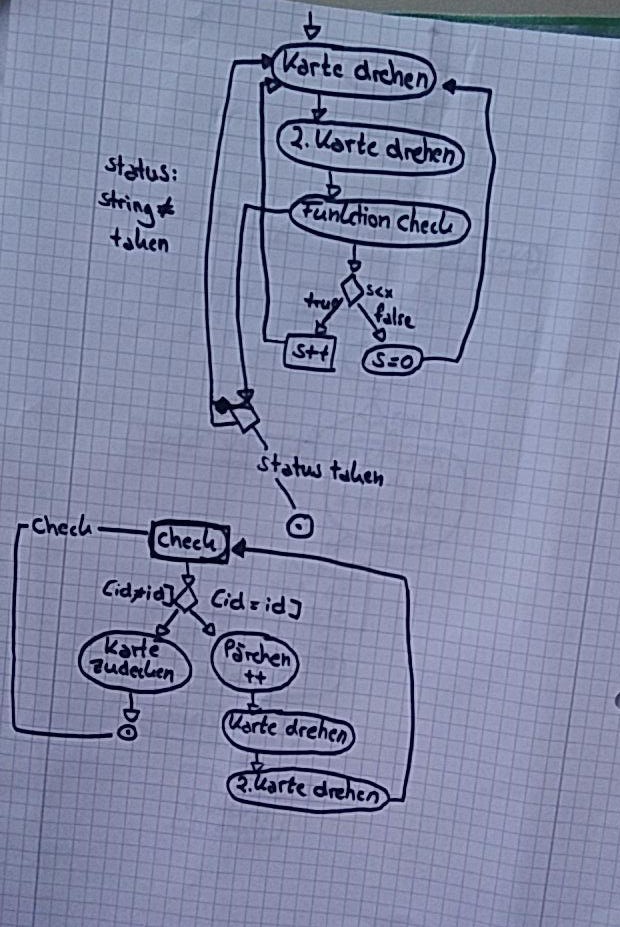 Karte drehen
2. Karte drehen
Funktion check
status:
string ≠
taken
s<x
true
false
s++
s=0
status taken
check
check
[id≠id]
[id = id]
Karte
zudecken
Pärchen
++
Karte drehen
2. Karte drehen